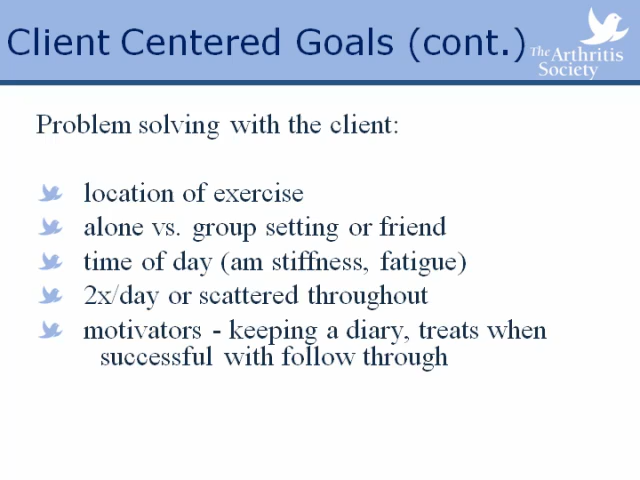 Client Centered Goals (cont.)
The Arthritis
Society
Problem solving with the client:
location of exercise
alone vs. group setting or friend
time of day (am stiffness, fatigue)
2x/day or scattered throughout
motivators - keeping a diary, treats when
successful with follow through